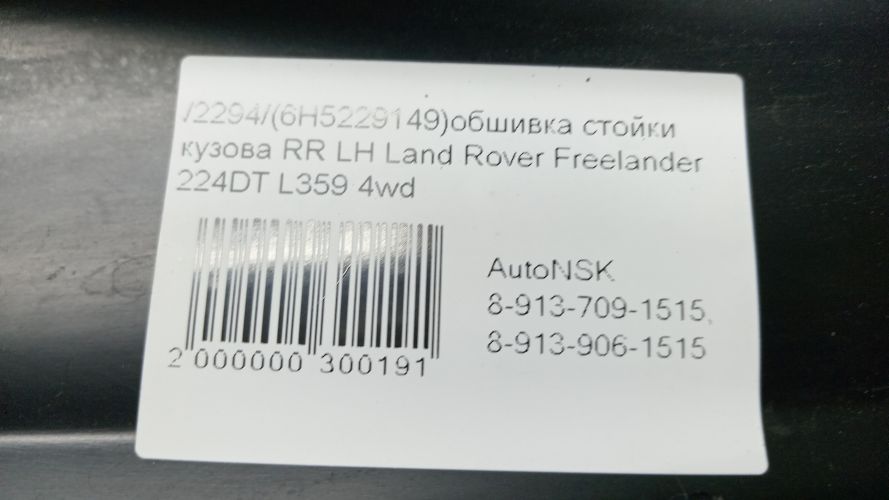 /2294/(6H5229149)обшивка стойки
кузова RR LH Land Rover Freelander
224DT L359 4wd
AutoNSK
8-913-709-1515,
8-913-906-1515
2 000000 300191